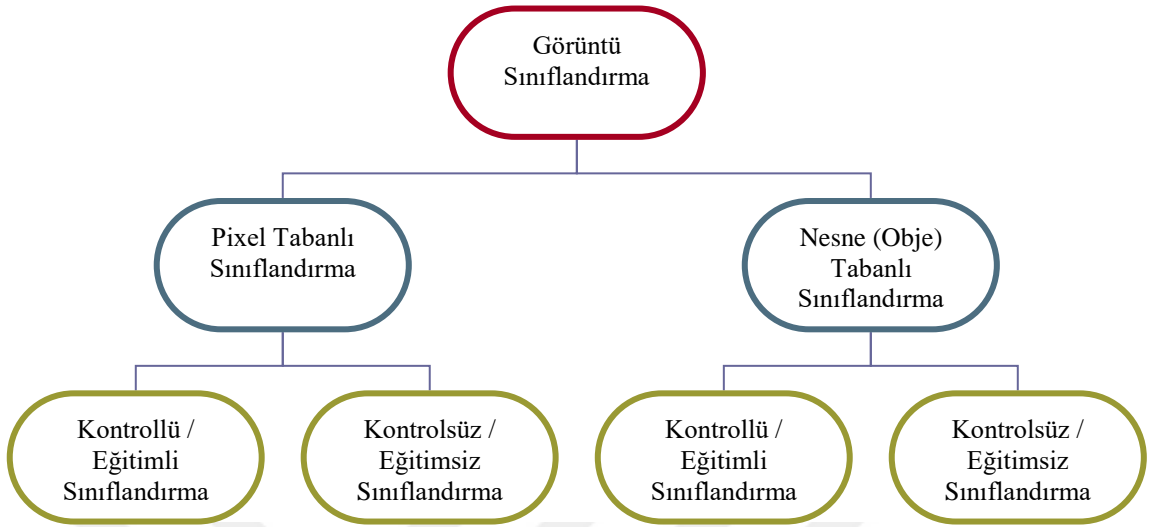 Görüntü
Sınıflandırma
Pixel Tabanlı
Sınıflandırma
Nesne (Obje)
Tabanlı
Sınıflandırma
Kontrollü /
Eğitimli
Sınıflandırma
Kontrolsüz /
Eğitimsiz
Sınıflandırma
Kontrollü /
Eğitimli
Sınıflandırma
Kontrolsüz /
Eğitimsiz
Sınıflandırma